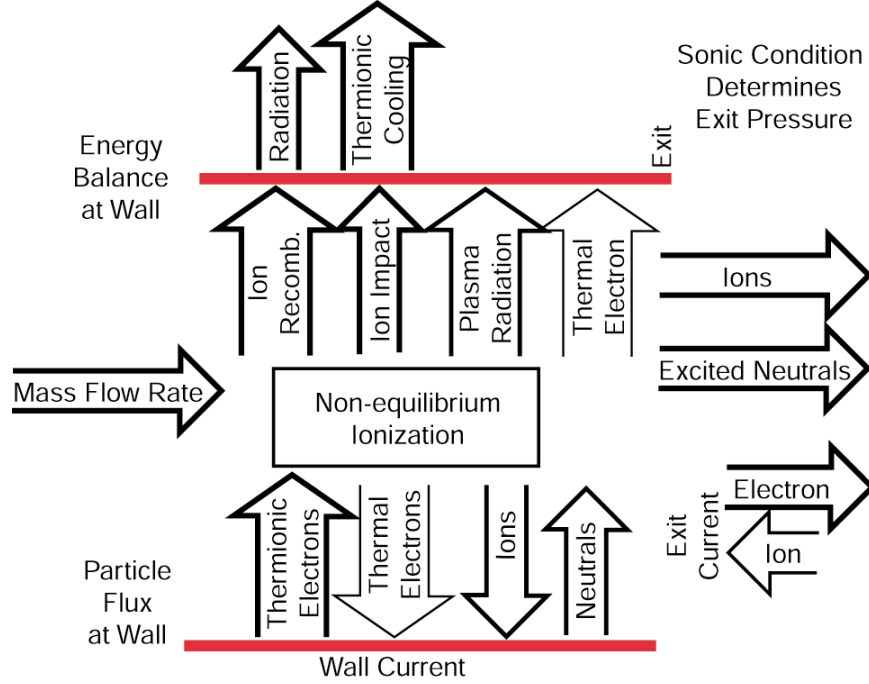 Radiation
Thermionic
Cooling
Sonic Condition
Determines
Exit Pressure
Energy
Balance
at Wall
Exit
Ion
Recomb.
Ion Impact
Plasma
Radiation
Thermal
Electron
Ions
Excited Neutrals
Mass Flow Rate
Non-equilibrium
Ionization
Thermionic
Electrons
Thermal
Electrons
Ions
Neutrals
Exit
Current
Electron
Ion
Particle
Flux
at Wall
Wall Current